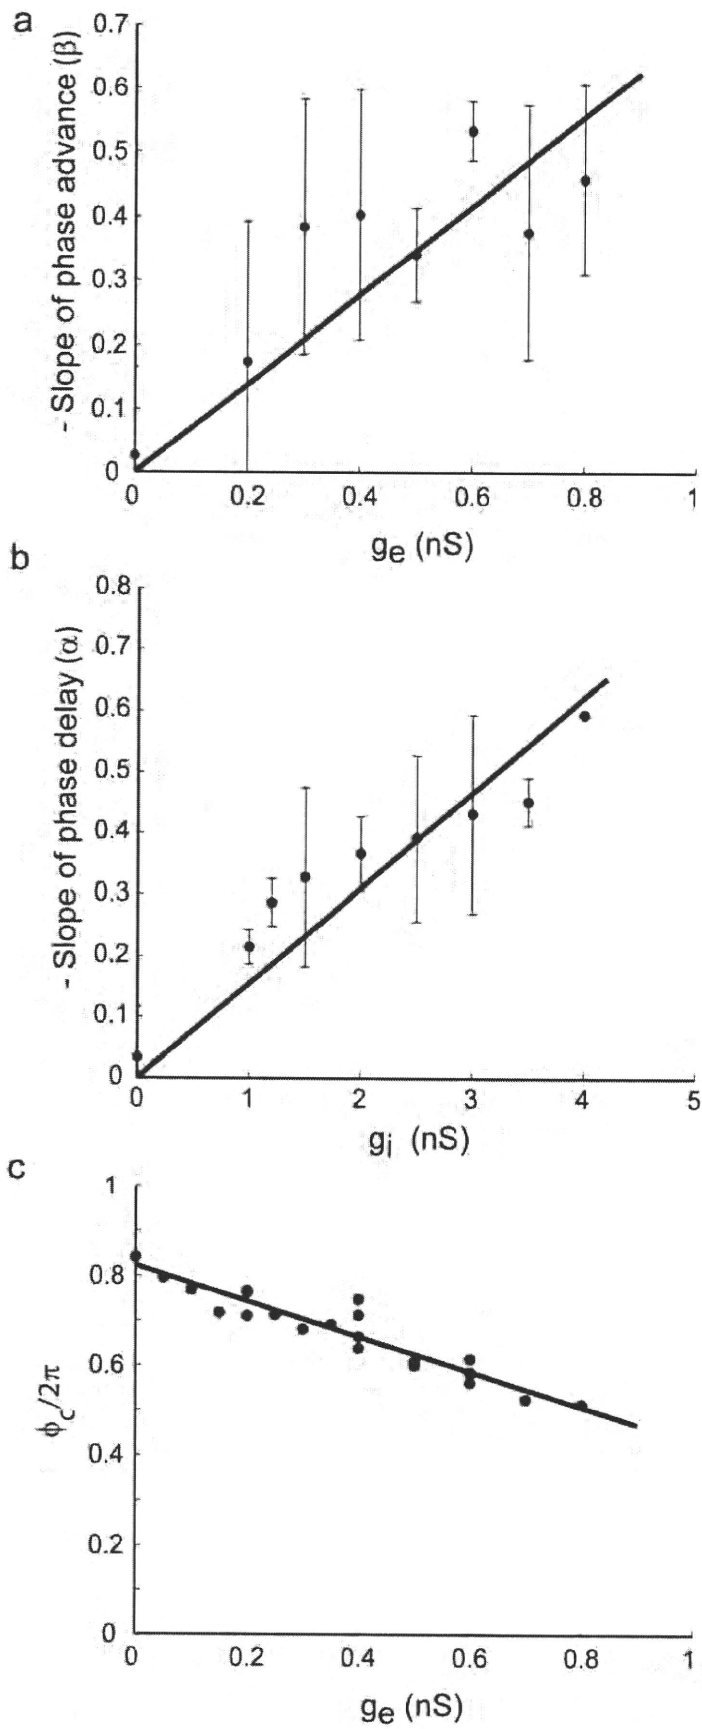 a
- Slope of phase advance (β)
0.7
0.6
0.5
0.4
0.3
0.2
0.1
0
0 0.2 0.4 0.6 0.8 1
ge (nS)
b
- Slope of phase delay (α)
0.8
0.7
0.6
0.5
0.4
0.3
0.2
0.1
0
0 1 2 3 4 5
gi (nS)
c
ϕc/2π
1
0.8
0.6
0.4
0.2
0
0 0.2 0.4 0.6 0.8 1
ge (nS)